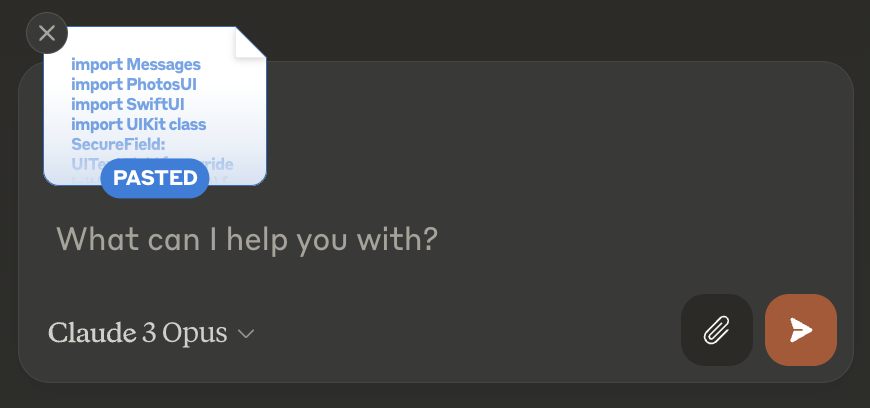 import Messages
import PhotosUI
import SwiftUI
import UIKit class
SecureField:
PASTED
What can I help you with?
Claude 3 Opus